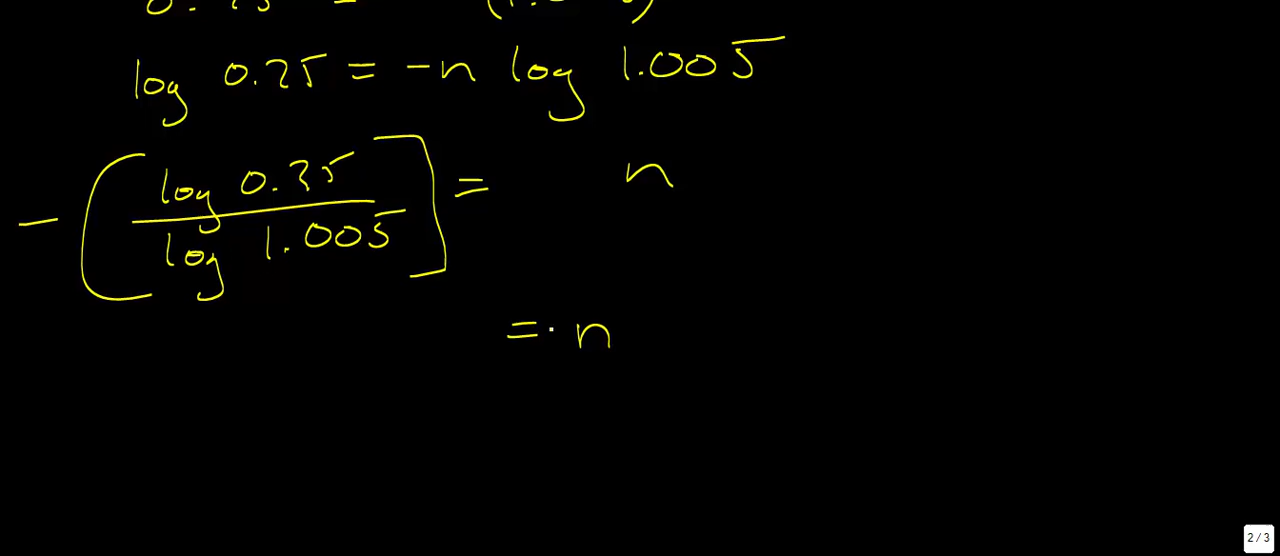 log 0.25 = -n log 1.005
- [ log 0.25 / log 1.005 ] = n
= n
2/3